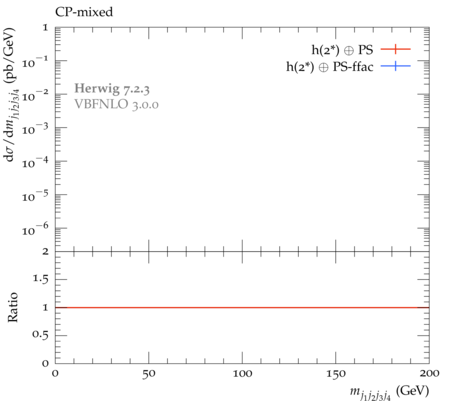 CP-mixed
dσ/dm_{j₁j₂j₃j₄} (pb/GeV)
1
10⁻¹
10⁻²
10⁻³
10⁻⁴
10⁻⁵
10⁻⁶
h(2*) ⊕ PS
h(2*) ⊕ PS-ffac
Herwig 7.2.3
VBFNLO 3.0.0
Ratio
2
1.5
1
0.5
0
0 50 100 150 200
m_{j₁j₂j₃j₄} (GeV)